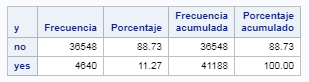 y Frecuencia Porcentaje Frecuencia acumulada Porcentaje acumulado
no 36548 88.73 36548 88.73
yes 4640 11.27 41188 100.00